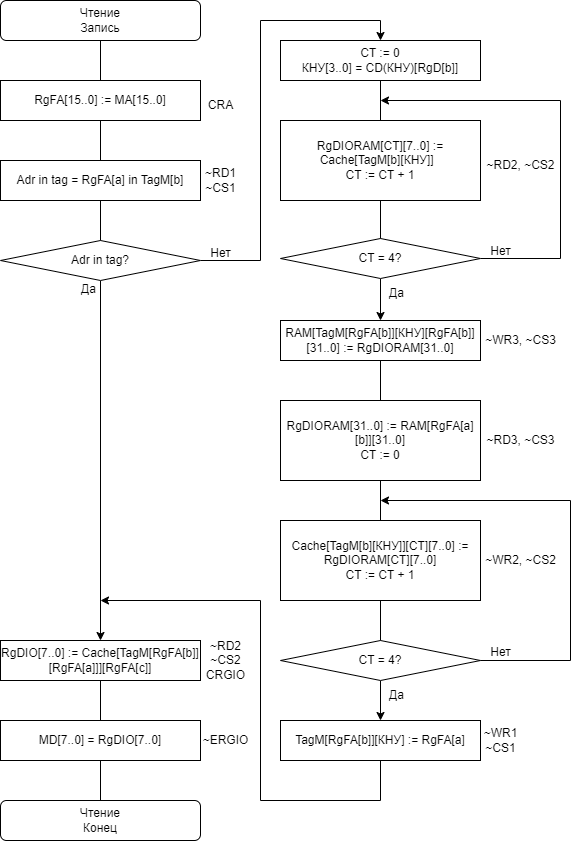 Чтение
Запись
RgFA[15..0] := MA[15..0]
CRA
Adr in tag = RgFA[a] in TagM[b]
~RD1
~CS1
Adr in tag?
Нет
Да
CT := 0
КНУ[3..0] = CD(КНУ)[RgD[b]]
RgDIORAM[CT][7..0] :=
Cache[TagM[b][КНУ]]
CT := CT + 1
~RD2, ~CS2
CT = 4?
Нет
Да
RAM[TagM[RgFA[b]][КНУ][RgFA[b]]
[31..0] := RgDIORAM[31..0]
~WR3, ~CS3
RgDIORAM[31..0] := RAM[RgFA[a]
[b]][31..0]
CT := 0
~RD3, ~CS3
Cache[TagM[b][КНУ]][CT][7..0] :=
RgDIORAM[CT][7..0]
CT := CT + 1
~WR2, ~CS2
CT = 4?
Нет
Да
TagM[RgFA[b]][КНУ] := RgFA[a]
~WR1
~CS1
RgDIO[7..0] := Cache[TagM[RgFA[b]]
[RgFA[a]]][RgFA[c]]
~RD2
~CS2
CRGIO
MD[7..0] = RgDIO[7..0]
~ERGIO
Чтение
Конец